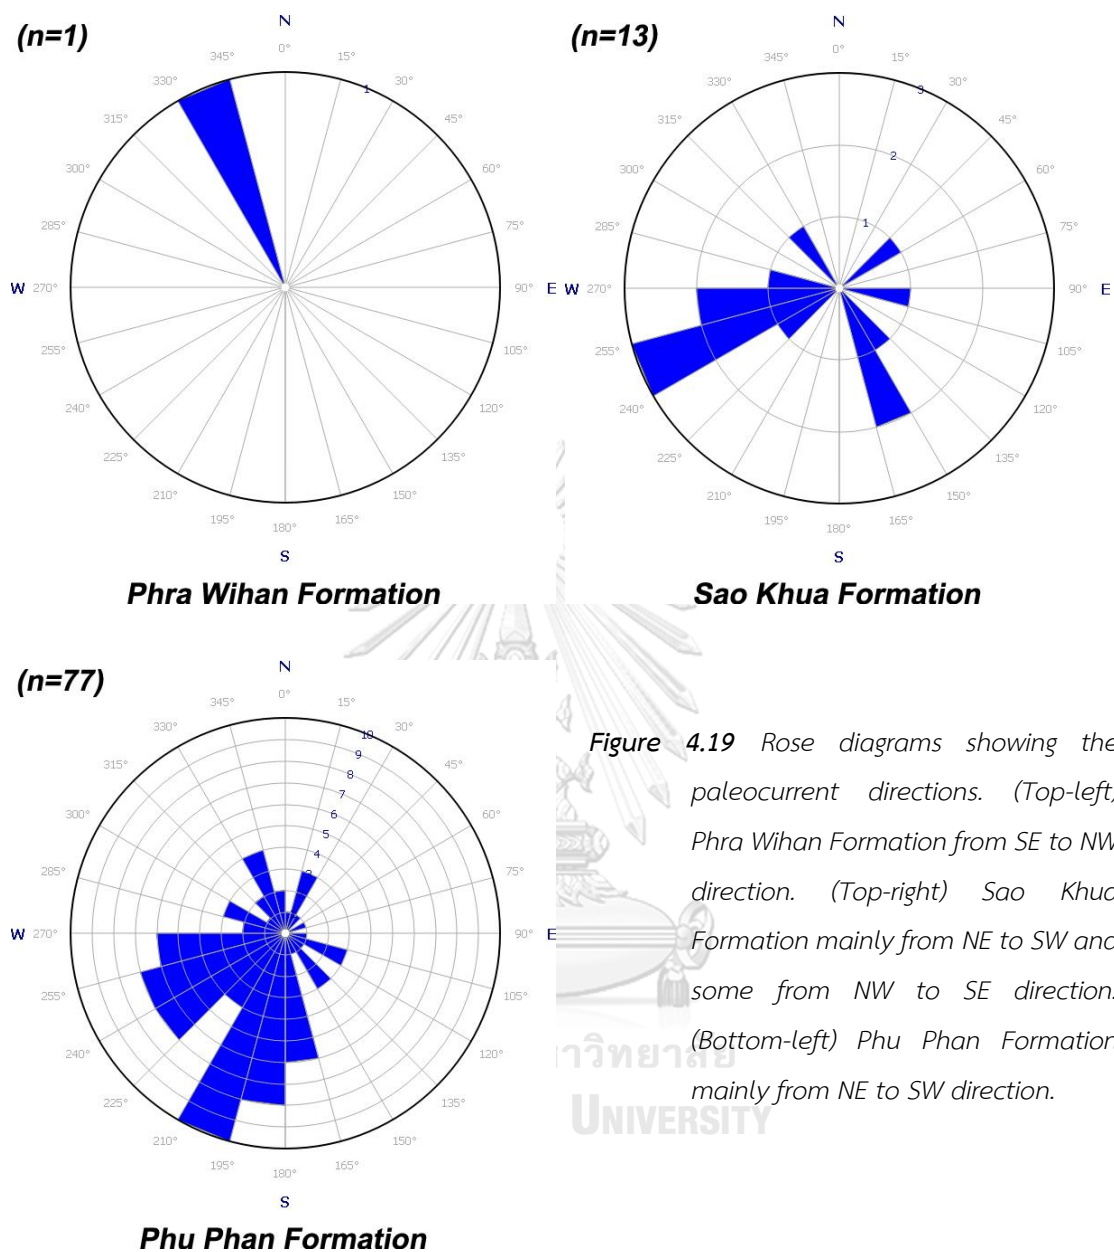 (n=1)
N
0°
15°
30°
45°
60°
75°
90° E
105°
120°
135°
150°
165°
180°
S
195°
210°
225°
240°
255°
W 270°
285°
300°
315°
330°
345°
1
Phra Wihan Formation
(n=13)
N
0°
15°
30°
45°
60°
75°
90° E
105°
120°
135°
150°
165°
180°
S
195°
210°
225°
240°
255°
W 270°
285°
300°
315°
330°
345°
3
2
1
Sao Khua Formation
(n=77)
N
0°
15°
30°
45°
60°
75°
90° E
105°
120°
135°
150°
165°
180°
S
195°
210°
225°
240°
255°
W 270°
285°
300°
315°
330°
345°
10
9
8
7
6
5
4
Phu Phan Formation
Figure 4.19 Rose diagrams showing the
paleocurrent directions. (Top-left)
Phra Wihan Formation from SE to NW
direction. (Top-right) Sao Khua
Formation mainly from NE to SW and
some from NW to SE direction.
(Bottom-left) Phu Phan Formation
mainly from NE to SW direction.
UNIVERSITY